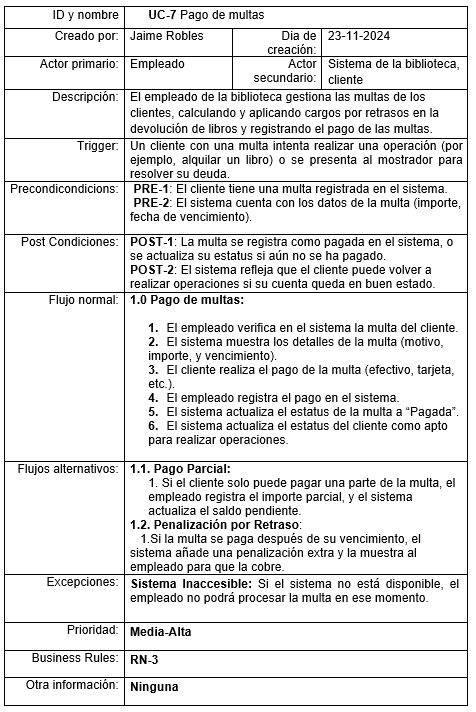 ID y nombre UC-7 Pago de multas
Creado por: Jaime Robles Dia de creación: 23-11-2024
Actor primario: Empleado Actor secundario: Sistema de la biblioteca, cliente
Descripción: El empleado de la biblioteca gestiona las multas de los
clientes, calculando y aplicando cargos por retrasos en la
devolución de libros y registrando el pago de las multas.
Trigger: Un cliente con una multa intenta realizar una operación (por
ejemplo, alquilar un libro) o se presenta al mostrador para
resolver su deuda.
Precondicondicions: PRE-1: El cliente tiene una multa registrada en el sistema.
PRE-2: El sistema cuenta con los datos de la multa (importe,
fecha de vencimiento).
Post Condiciones: POST-1: La multa se registra como pagada en el sistema, o
se actualiza su estatus si aún no se ha pagado.
POST-2: El sistema refleja que el cliente puede volver a
realizar operaciones si su cuenta queda en buen estado.
Flujo normal: 1.0 Pago de multas:
1. El empleado verifica en el sistema la multa del cliente.
2. El sistema muestra los detalles de la multa (motivo,
importe, y vencimiento).
3. El cliente realiza el pago de la multa (efectivo, tarjeta,
etc.).
4. El empleado registra el pago en el sistema.
5. El sistema actualiza el estatus de la multa a “Pagada”.
6. El sistema actualiza el estatus del cliente como apto
para realizar operaciones.
Flujos alternativos: 1.1. Pago Parcial:
1. Si el cliente solo puede pagar una parte de la multa, el
empleado registra el importe parcial, y el sistema
actualiza el saldo pendiente.
1.2. Penalización por Retraso:
1.Si la multa se paga después de su vencimiento, el
sistema añade una penalización extra y la muestra al
empleado para que la cobre.
Excepciones: Sistema Inaccesible: Si el sistema no está disponible, el
empleado no podrá procesar la multa en ese momento.
Prioridad: Media-Alta
Business Rules: RN-3
Otra información: Ninguna